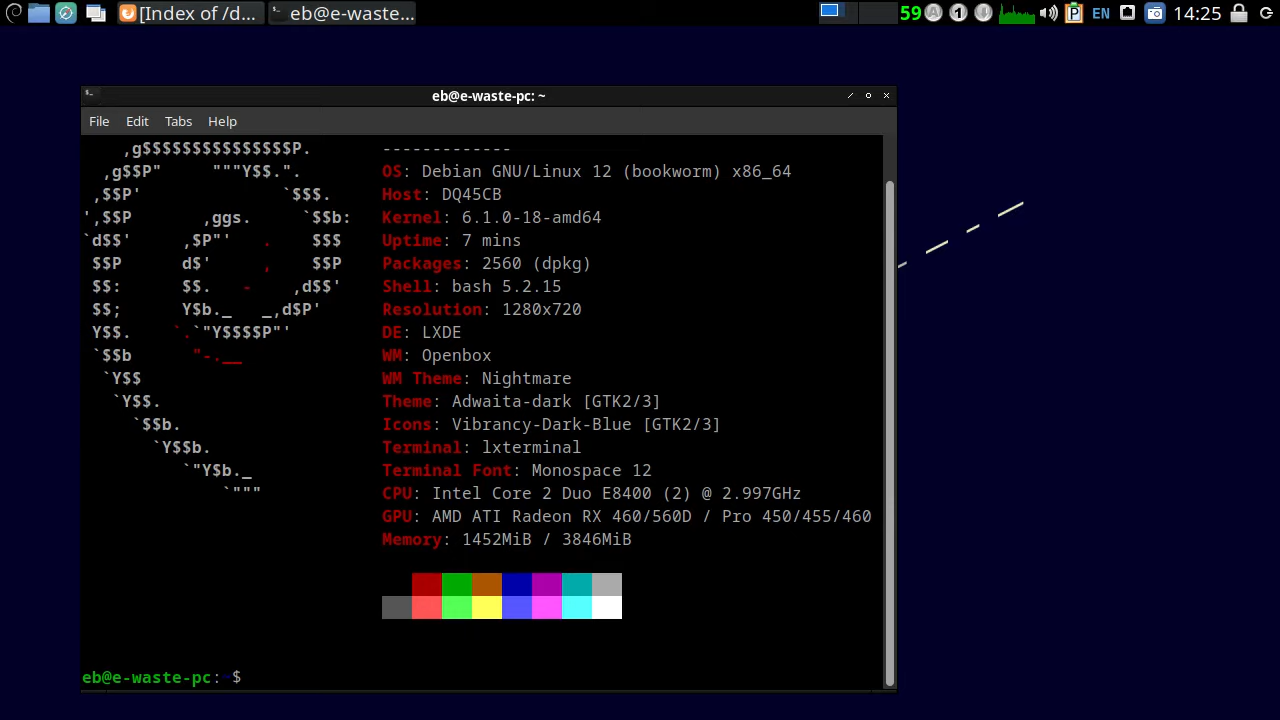 [Index of /d... eb@e-waste... 59 A 1 P EN 14:25
eb@e-waste-pc: ~
File Edit Tabs Help
,g$$$$$$$$$$$$$$$P. -------------
,g$$P" """Y$$.". OS: Debian GNU/Linux 12 (bookworm) x86_64
,$$P' `$$$. Host: DQ45CB
',$$P ,ggs. `$$b: Kernel: 6.1.0-18-amd64
`d$$' ,$P"' . $$$ Uptime: 7 mins
$$P d$' , $$P Packages: 2560 (dpkg)
$$: $$. - ,d$$' Shell: bash 5.2.15
$$; Y$b._ _,d$P' Resolution: 1280x720
Y$$. `.`"Y$$$$P"' DE: LXDE
`$$b "-.__ WM: Openbox
`Y$$ WM Theme: Nightmare
`Y$$. Theme: Adwaita-dark [GTK2/3]
`$$b. Icons: Vibrancy-Dark-Blue [GTK2/3]
`Y$$b. Terminal: lxterminal
`"Y$b._ Terminal Font: Monospace 12
`""" CPU: Intel Core 2 Duo E8400 (2) @ 2.997GHz
GPU: AMD ATI Radeon RX 460/560D / Pro 450/455/460
Memory: 1452MiB / 3846MiB
eb@e-waste-pc:~$